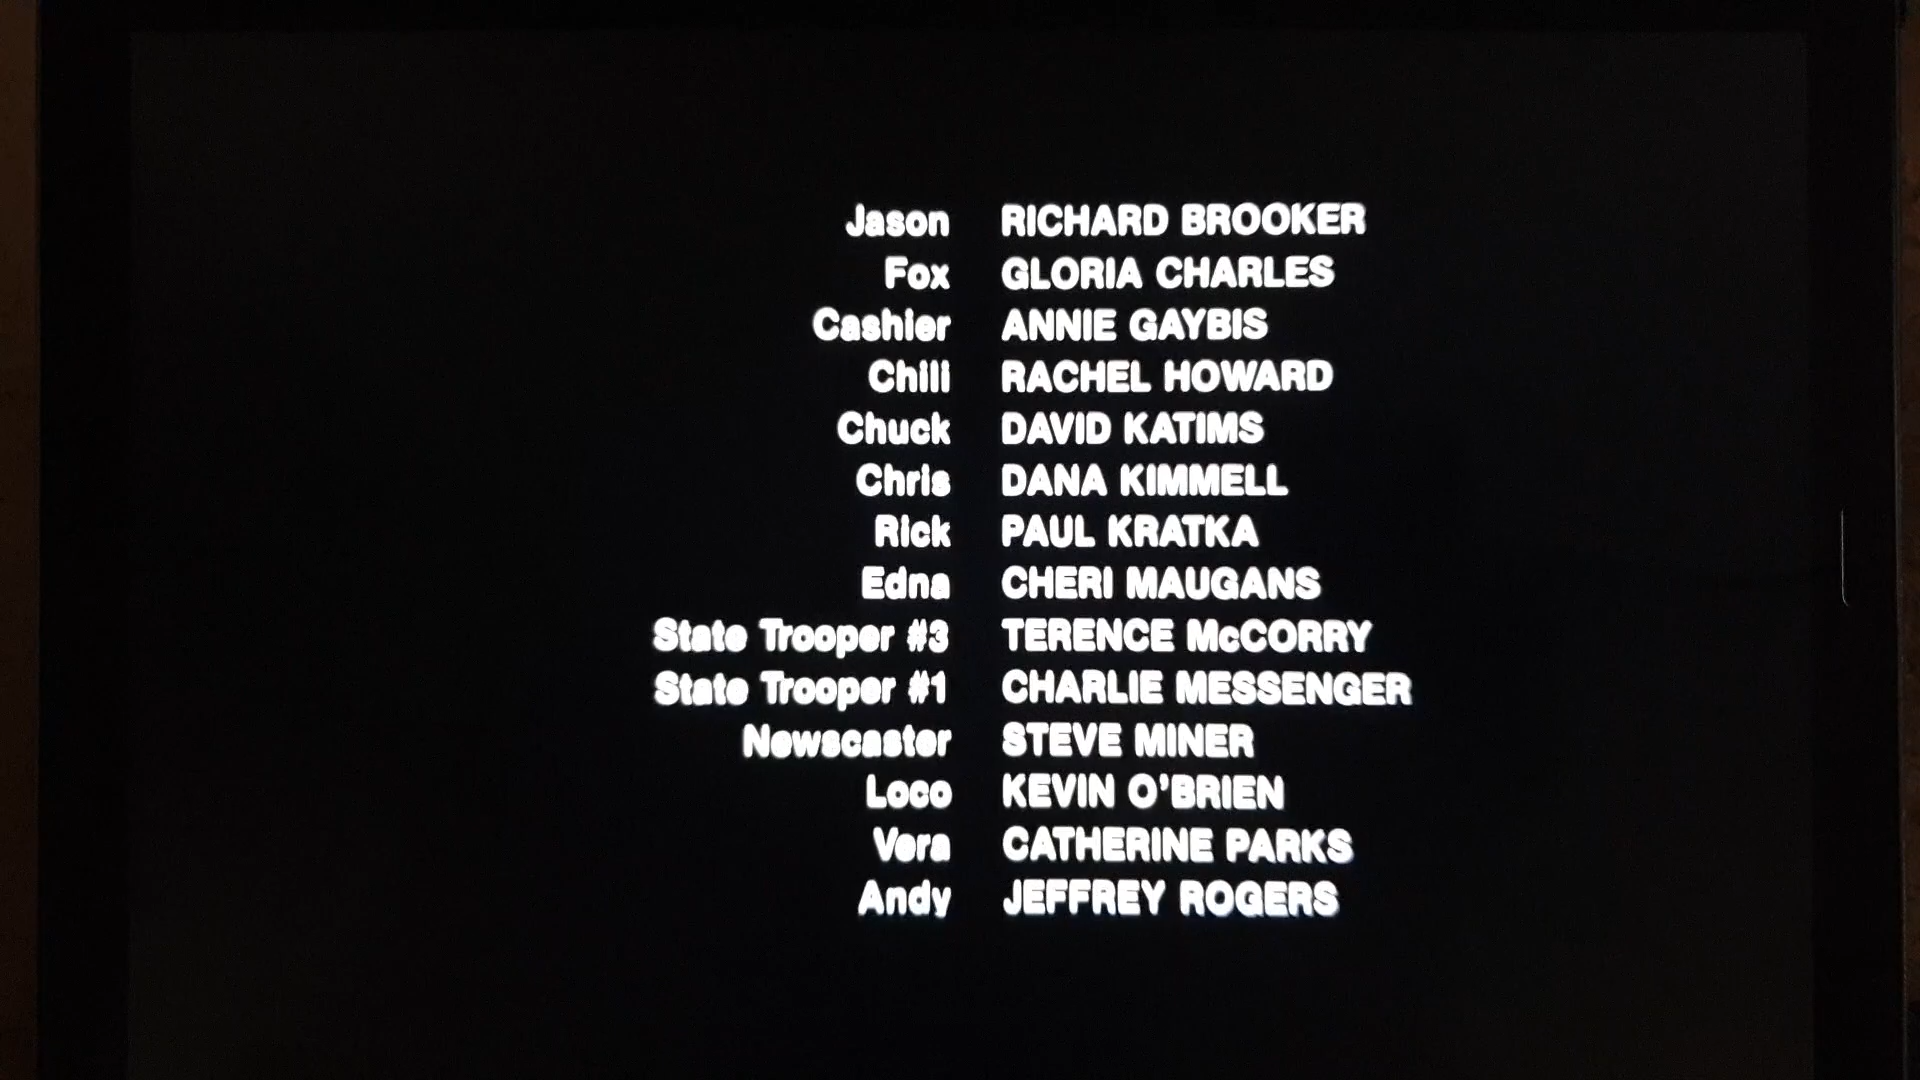 Jason RICHARD BROOKER
Fox GLORIA CHARLES
Cashier ANNIE GAYBIS
Chili RACHEL HOWARD
Chuck DAVID KATIMS
Chris DANA KIMMELL
Rick PAUL KRATKA
Edna CHERI MAUGANS
State Trooper #3 TERENCE McCORRY
State Trooper #1 CHARLIE MESSENGER
Newscaster STEVE MINER
Loco KEVIN O'BRIEN
Vera CATHERINE PARKS
Andy JEFFREY ROGERS